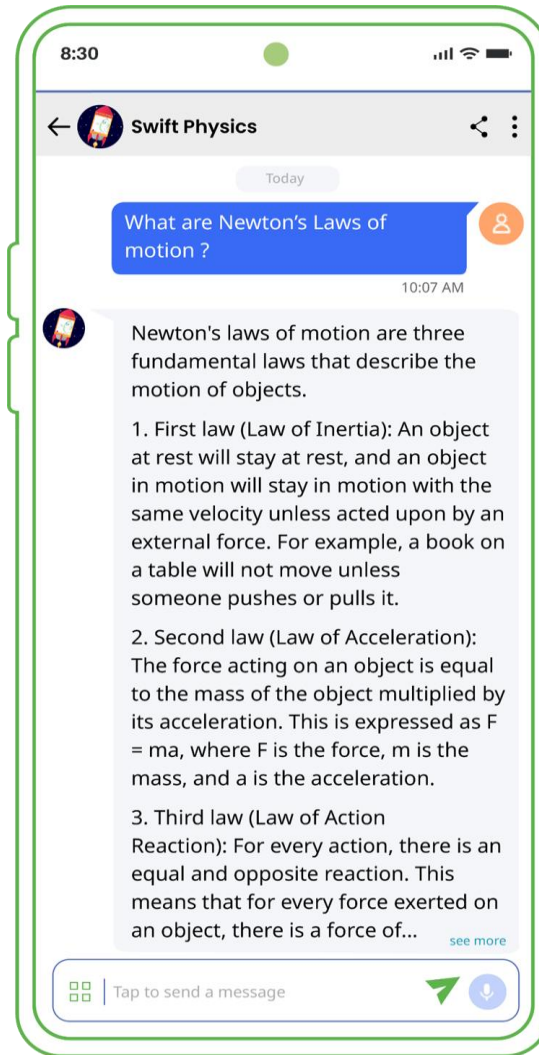 8:30
Swift Physics
Today
What are Newton’s Laws of
motion ?
10:07 AM
Newton's laws of motion are three
fundamental laws that describe the
motion of objects.
1. First law (Law of Inertia): An object
at rest will stay at rest, and an object
in motion will stay in motion with the
same velocity unless acted upon by an
external force. For example, a book on
a table will not move unless
someone pushes or pulls it.
2. Second law (Law of Acceleration):
The force acting on an object is equal
to the mass of the object multiplied by
its acceleration. This is expressed as F
= ma, where F is the force, m is the
mass, and a is the acceleration.
3. Third law (Law of Action
Reaction): For every action, there is an
equal and opposite reaction. This
means that for every force exerted on
an object, there is a force of...
see more
Tap to send a message